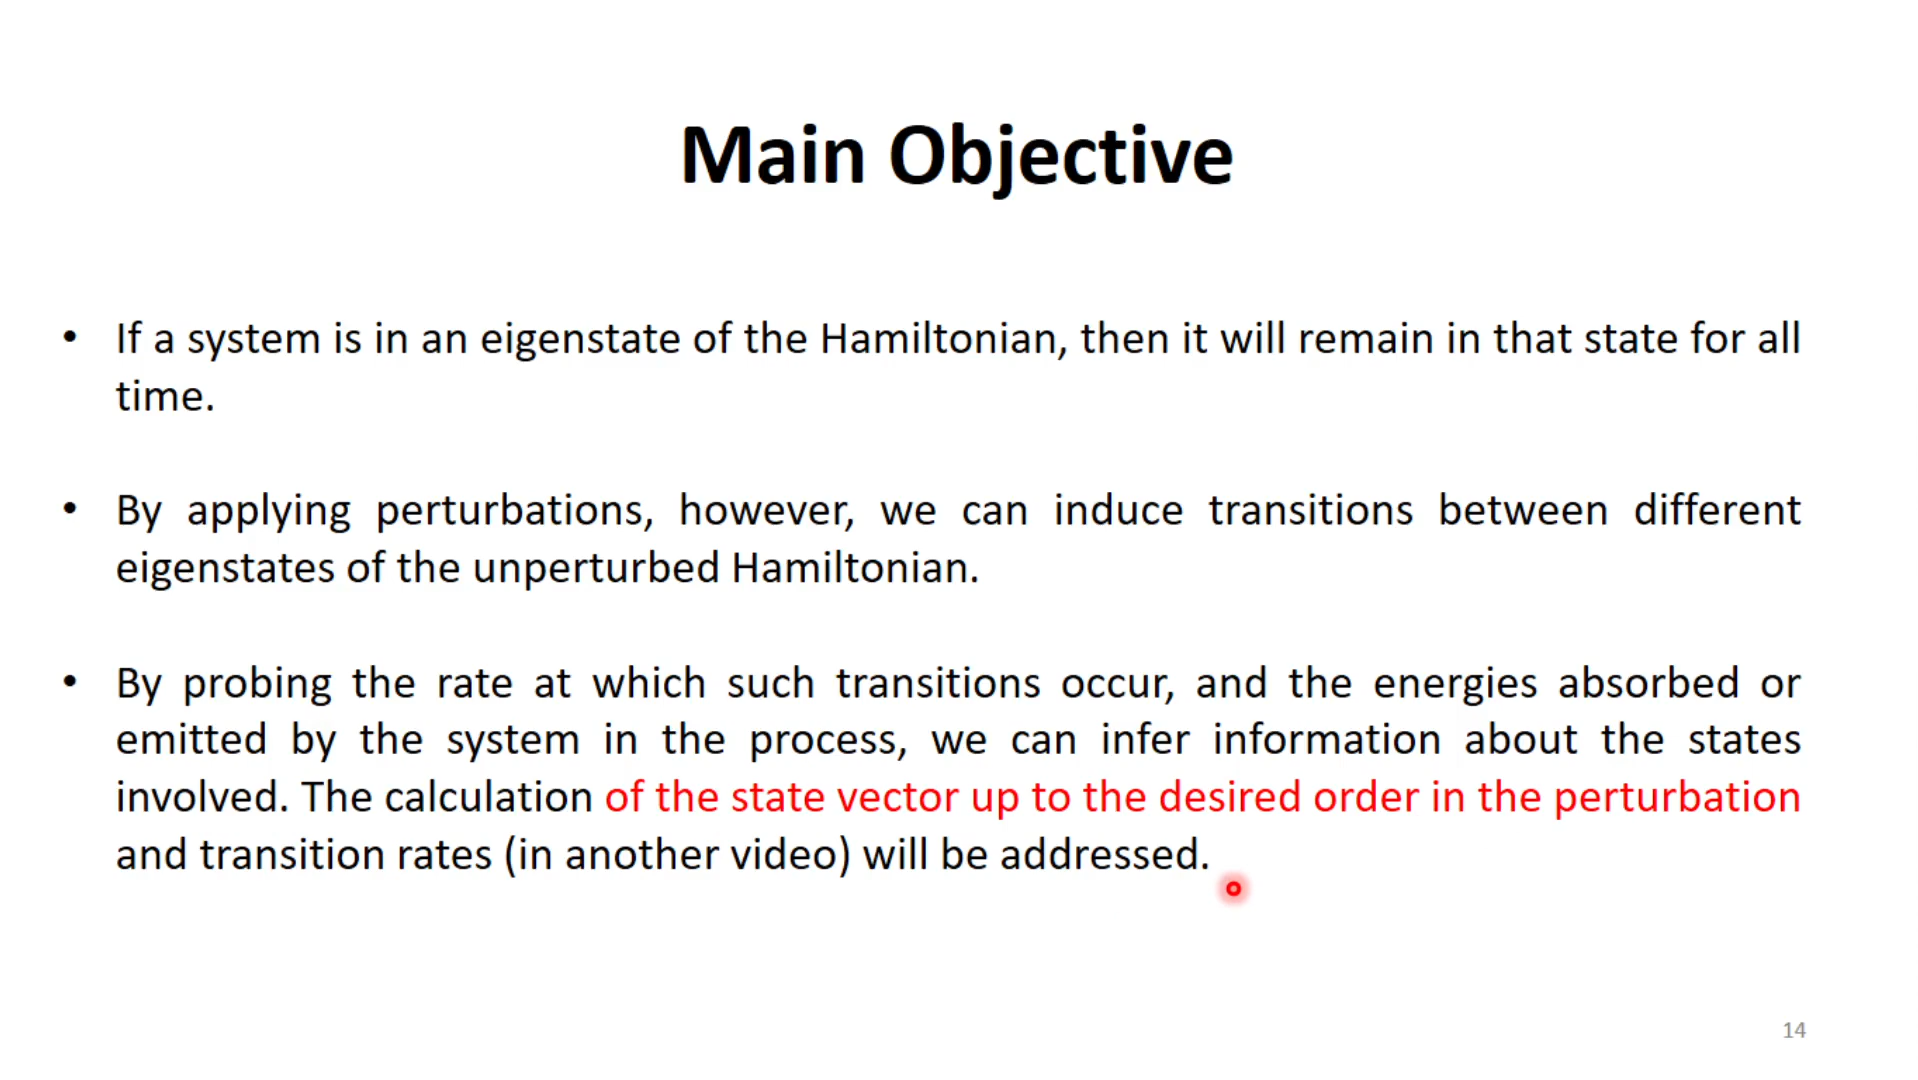 Main Objective
• If a system is in an eigenstate of the Hamiltonian, then it will remain in that state for all
time.
• By applying perturbations, however, we can induce transitions between different
eigenstates of the unperturbed Hamiltonian.
• By probing the rate at which such transitions occur, and the energies absorbed or
emitted by the system in the process, we can infer information about the states
involved. The calculation of the state vector up to the desired order in the perturbation
and transition rates (in another video) will be addressed.
14